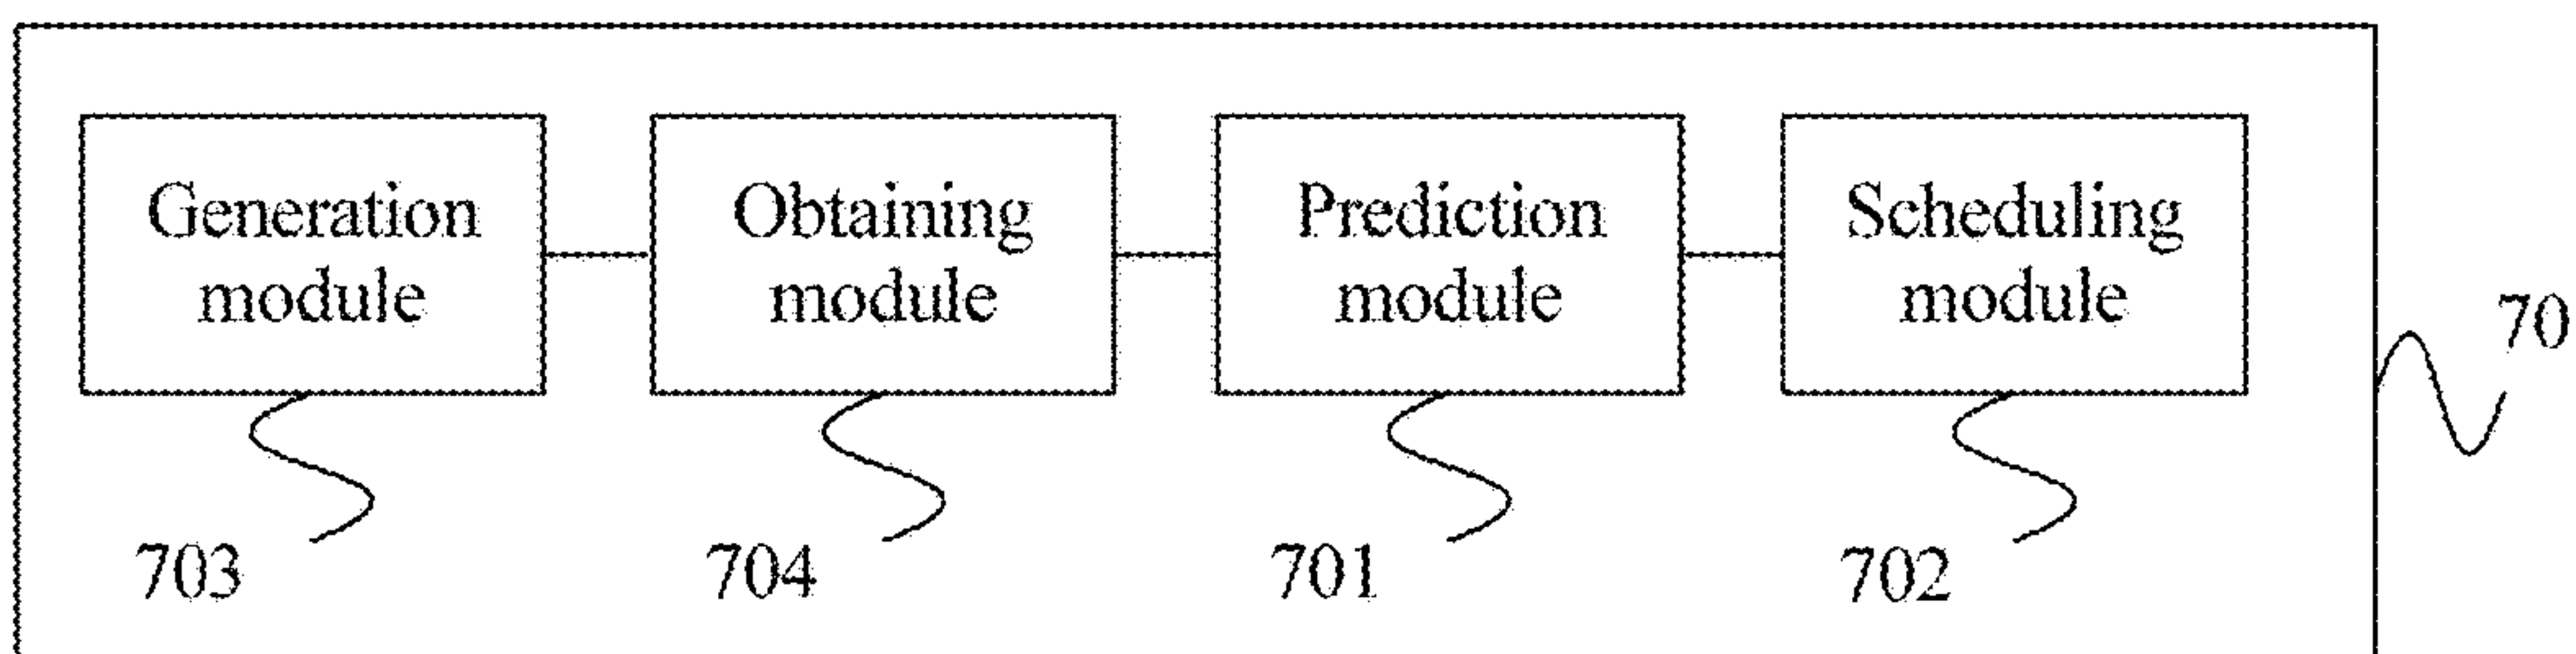 Generation
module
Obtaining
module
Prediction
module
Scheduling
module
70
703
704
701
702